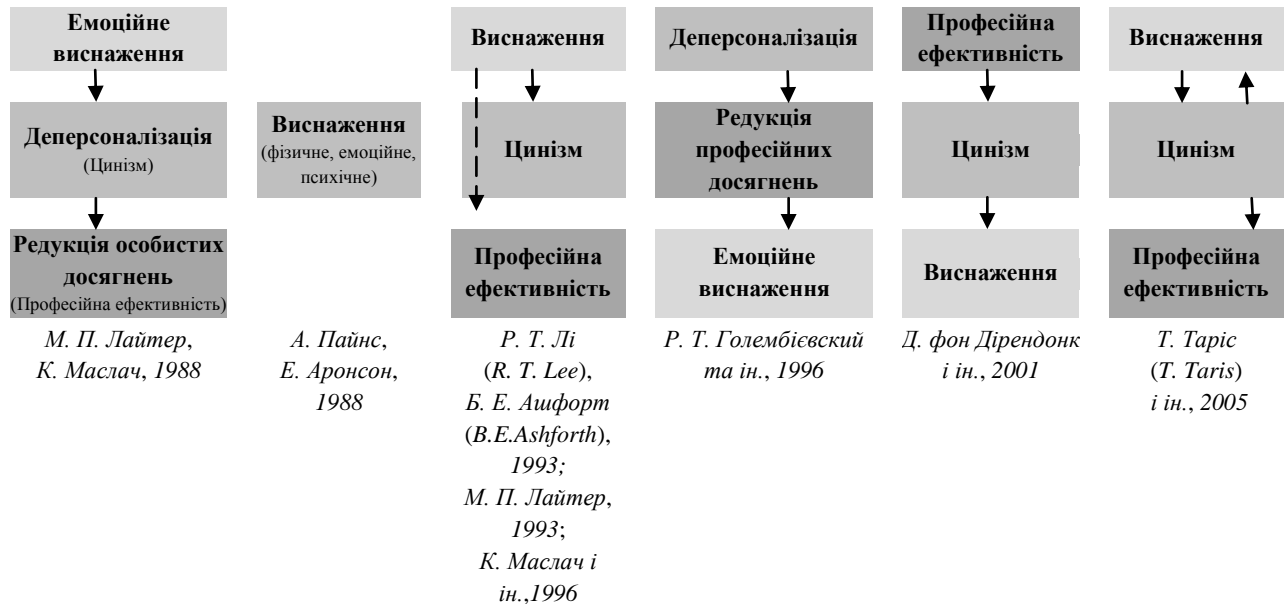 Емоційне
виснаження
Деперсоналізація
(Цинізм)
Редукція особистих
досягнень
(Професійна ефективність)
М. П. Лайтер,
К. Маслач, 1988
Виснаження
(фізичне, емоційне,
психічне)
А. Пайнс,
Е. Аронсон,
1988
Виснаження
Цинізм
Професійна
ефективність
Р. Т. Лі
(R. T. Lee),
Б. Е. Ашфорт
(B.E.Ashforth),
1993;
М. П. Лайтер,
1993;
К. Маслач і
ін.,1996
Деперсоналізація
Редукція
професійних
досягнень
Емоційне
виснаження
Р. Т. Голембієвский
та ін., 1996
Професійна
ефективність
Цинізм
Виснаження
Д. фон Дірендонк
і ін., 2001
Виснаження
Цинізм
Професійна
ефективність
Т. Таріс
(T. Taris)
і ін., 2005